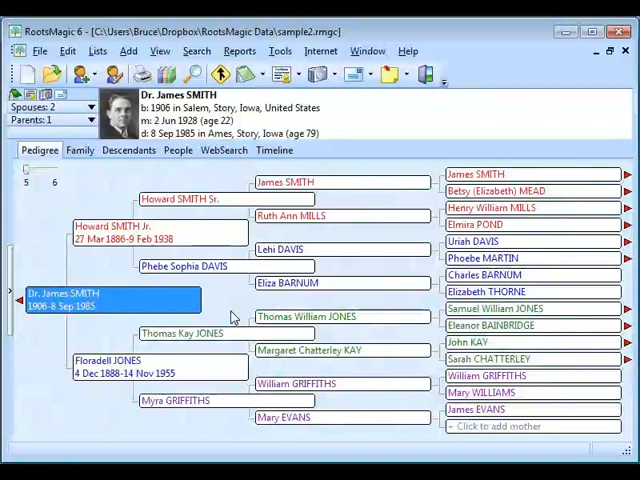 RootsMagic 6 - [C:\Users\Bruce\Dropbox\RootsMagic Data\sample2.rmgc]
File Edit Lists Add View Search Reports Tools Internet Window Help
Dr. James SMITH
Spouses: 2
b: 1906 in Salem, Story, Iowa, United States
Parents: 1
m: 2 Jun 1928 (age 22)
d: 8 Sep 1985 in Ames, Story, Iowa (age 79)
Pedigree Family Descendants People WebSearch Timeline
5 6
James SMITH
James SMITH
Betsy (Elizabeth) MEAD
Howard SMITH Sr.
Henry William MILLS
Ruth Ann MILLS
Elmira POND
Howard SMITH Jr.
27 Mar 1886-9 Feb 1938
Uriah DAVIS
Lehi DAVIS
Phoebe MARTIN
Phebe Sophia DAVIS
Charles BARNUM
Eliza BARNUM
Elizabeth THORNE
Dr. James SMITH
1906-8 Sep 1985
Samuel William JONES
Thomas William JONES
Eleanor BAINBRIDGE
Thomas Kay JONES
John KAY
Margaret Chatterley KAY
Sarah CHATTERLEY
Floradell JONES
4 Dec 1888-14 Nov 1955
William GRIFFITHS
William GRIFFITHS
Mary WILLIAMS
Myra GRIFFITHS
James EVANS
Mary EVANS
+ Click to add mother